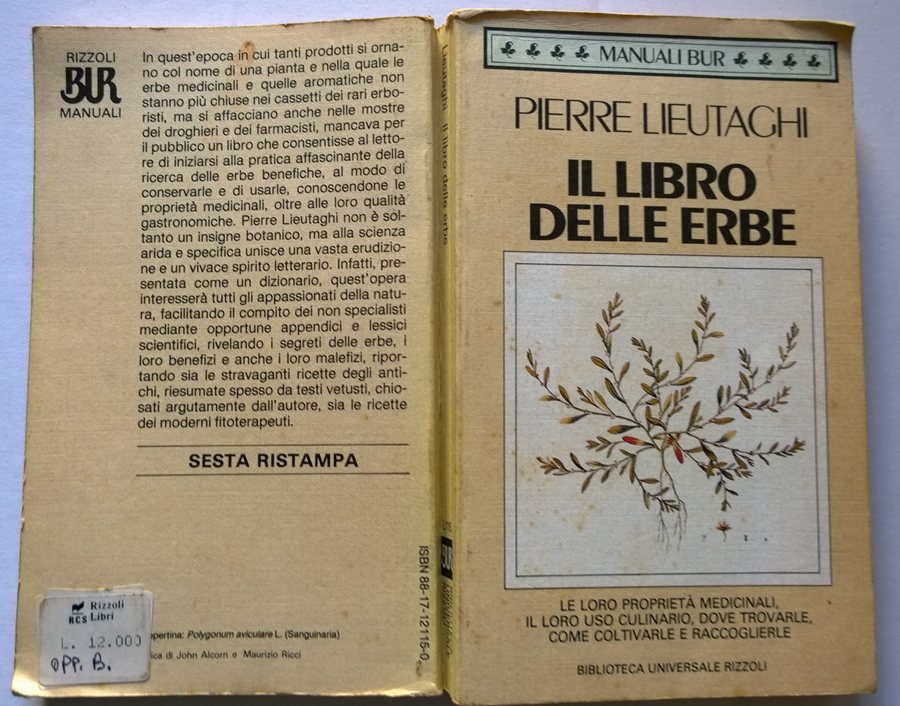 RIZZOLI
BUR
MANUALI
In quest'epoca in cui tanti prodotti si orna-
no col nome di una pianta e nella quale le
erbe medicinali e quelle aromatiche non
stanno più chiuse nei cassetti dei rari erbo-
risti, ma si affacciano anche nelle mostre
dei droghieri e dei farmacisti, mancava per
il pubblico un libro che consentisse al letto-
re di iniziarsi alla pratica affascinante della
ricerca delle erbe benefiche, al modo di
conservarle e di usarle, conoscendone le
proprietà medicinali, oltre alle loro qualità
gastronomiche. Pierre Lieutaghi non è sol-
tanto un insigne botanico, ma alla scienza
arida e specifica unisce una vasta erudizio-
ne e un vivace spirito letterario. Infatti, pre-
sentata come un dizionario, quest'opera
interesserà tutti gli appassionati della natu-
ra, facilitando il compito dei non specialisti
mediante opportune appendici e lessici
scientifici, rivelando i segreti delle erbe, i
loro benefizi e anche i loro malefizi, ripor-
tando sia le stravaganti ricette degli anti-
chi, riesumate spesso da testi vetusti, chio-
sati argutamente dall'autore, sia le ricette
dei moderni fitoterapeuti.
SESTA RISTAMPA
ISBN 88-17-12115-0
Rizzoli
RCS Libri
L. 12.000
OPP. B.
opertina: Polygonum aviculare L. (Sanguinaria)
ica di John Alcorn e Maurizio Ricci
Lieutaghi Il libro delle erbe
BUR
MANUALI BUR
PIERRE LIEUTAGHI
IL LIBRO
DELLE ERBE
LE LORO PROPRIETÀ MEDICINALI,
IL LORO USO CULINARIO, DOVE TROVARLE,
COME COLTIVARLE E RACCOGLIERLE
BIBLIOTECA UNIVERSALE RIZZOLI